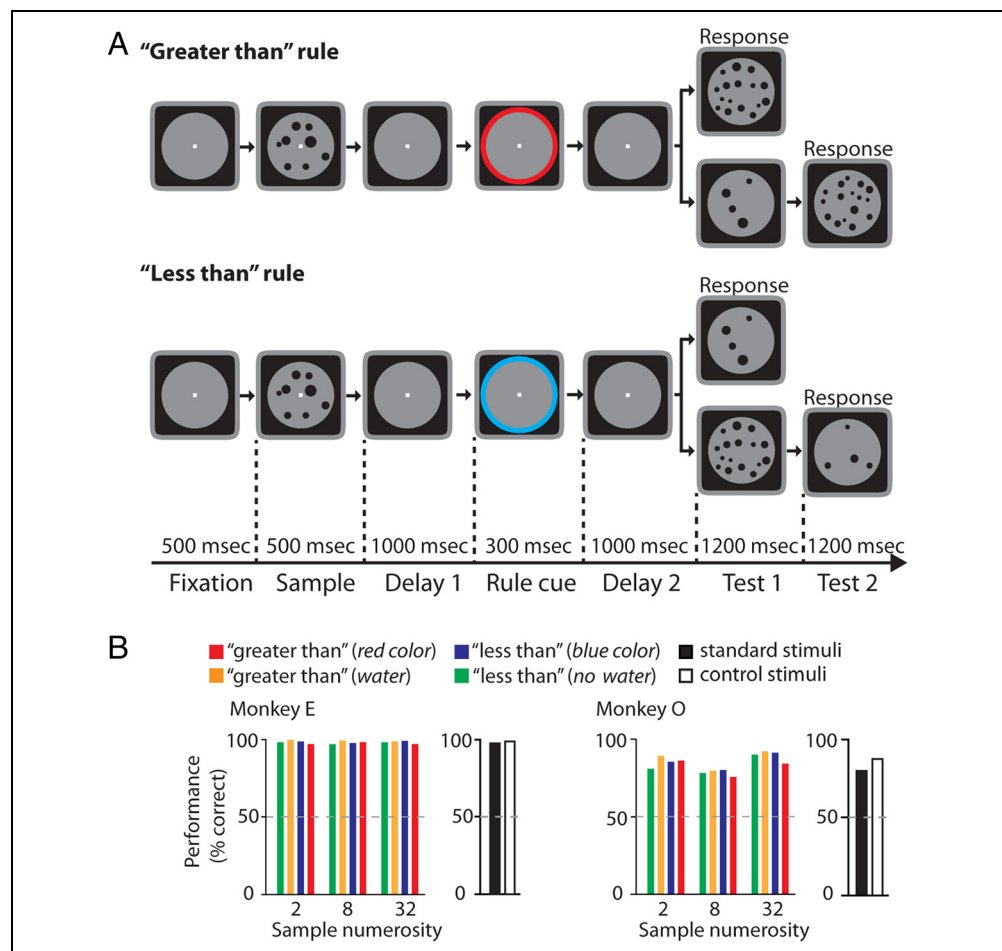 A
"Greater than" rule
Response
Response
"Less than" rule
Response
Response
500 msec 500 msec 1000 msec 300 msec 1000 msec 1200 msec 1200 msec
Fixation Sample Delay 1 Rule cue Delay 2 Test 1 Test 2
B
"greater than" (red color) "less than" (blue color) standard stimuli
"greater than" (water) "less than" (no water) control stimuli
Monkey E Monkey O
100 100 100 100
Performance
(% correct)
50 50 50 50
0 0 0 0
2 8 32 2 8 32
Sample numerosity Sample numerosity